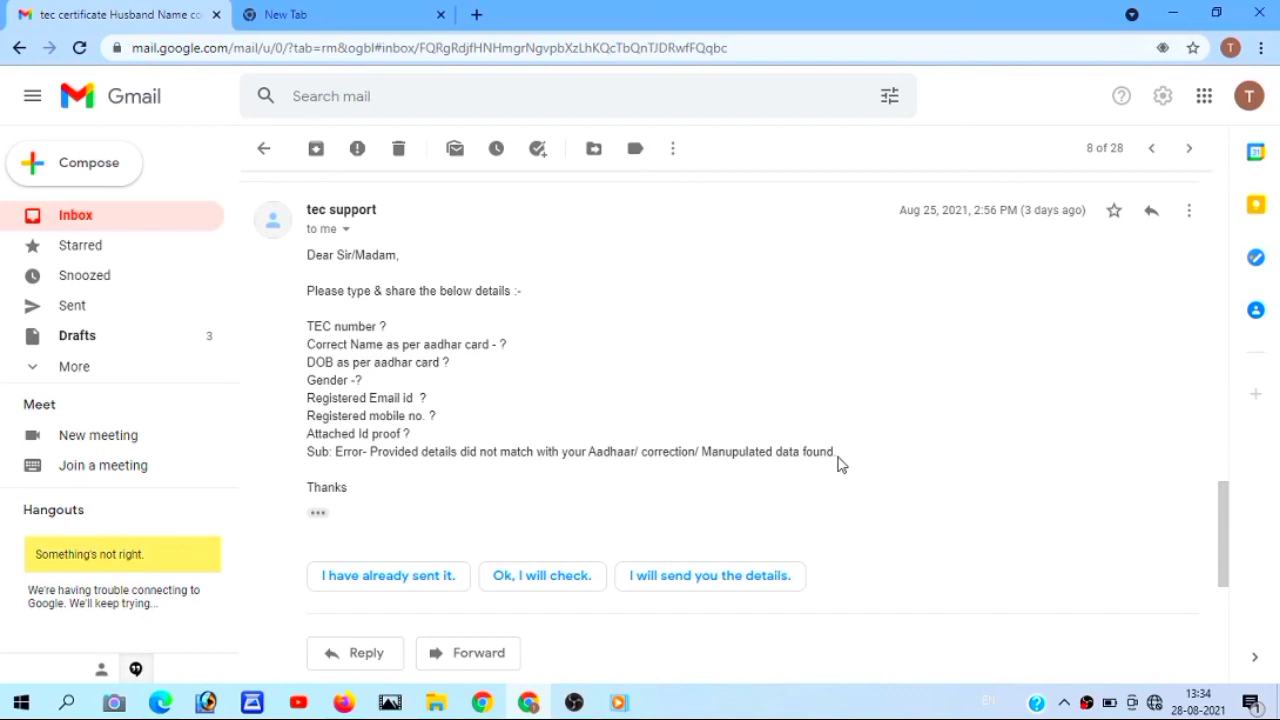 tec certificate Husband Name co
New Tab
mail.google.com/mail/u/0/?tab=rm&ogbl#inbox/FQRgRdjfHNHmgrNgvpbXzLhKQcTbQnTJDRwfFQqbc
T
Gmail
Search mail
T
Compose
8 of 28
31
Inbox
Starred
Snoozed
Sent
Drafts 3
More
Meet
New meeting
Join a meeting
Hangouts
Something's not right.
We're having trouble connecting to
Google. We'll keep trying...
tec support
Aug 25, 2021, 2:56 PM (3 days ago)
to me
Dear Sir/Madam,
Please type & share the below details :-
TEC number ?
Correct Name as per aadhar card - ?
DOB as per aadhar card ?
Gender -?
Registered Email id  ?
Registered mobile no. ?
Attached Id proof ?
Sub: Error- Provided details did not match with your Aadhaar/ correction/ Manupulated data found.
Thanks
I have already sent it.
Ok, I will check.
I will send you the details.
Reply
Forward
EN
13:34
28-08-2021
1